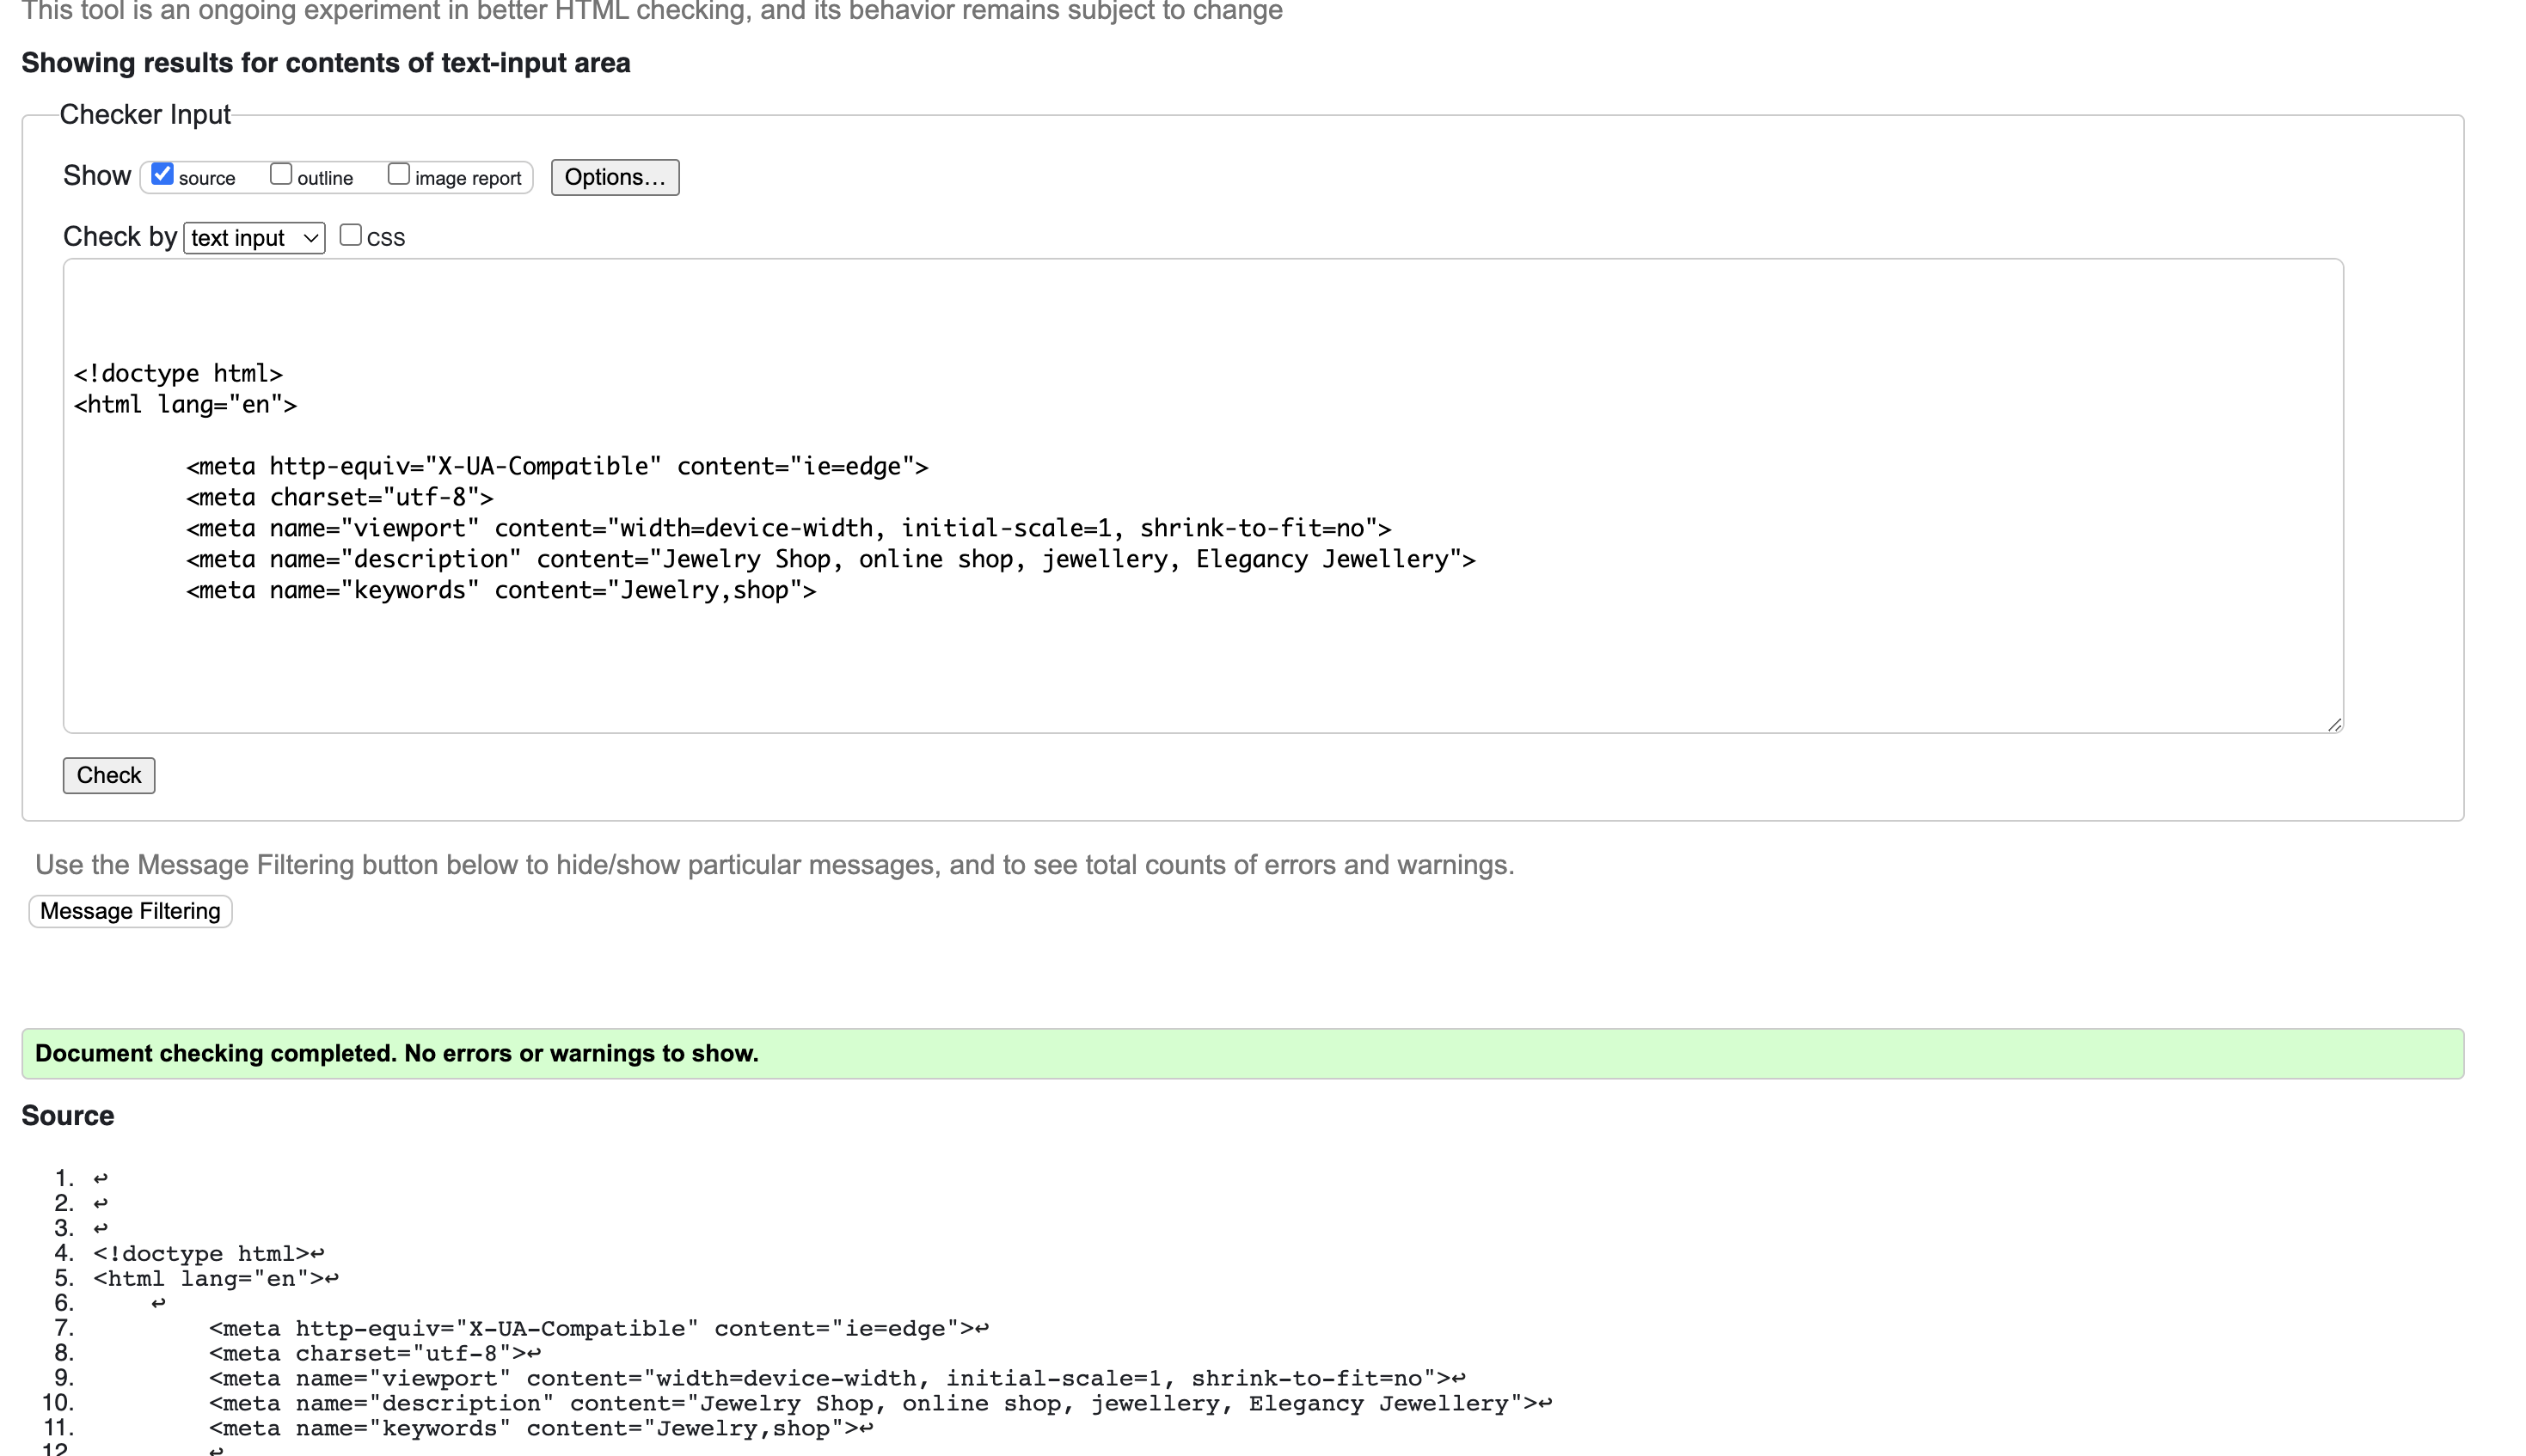 This tool is an ongoing experiment in better HTML checking, and its behavior remains subject to change
Showing results for contents of text-input area
Checker Input
Show source outline image report Options...
Check by text input CSS
<!doctype html>
<html lang="en">
<meta http-equiv="X-UA-Compatible" content="ie=edge">
<meta charset="utf-8">
<meta name="viewport" content="width=device-width, initial-scale=1, shrink-to-fit=no">
<meta name="description" content="Jewelry Shop, online shop, jewellery, Elegancy Jewellery">
<meta name="keywords" content="Jewelry,shop">
Check
Use the Message Filtering button below to hide/show particular messages, and to see total counts of errors and warnings.
Message Filtering
Document checking completed. No errors or warnings to show.
Source
1. ↩
2. ↩
3. ↩
4. <!doctype html>↩
5. <html lang="en">↩
6. ↩
7. <meta http-equiv="X-UA-Compatible" content="ie=edge">↩
8. <meta charset="utf-8">↩
9. <meta name="viewport" content="width=device-width, initial-scale=1, shrink-to-fit=no">↩
10. <meta name="description" content="Jewelry Shop, online shop, jewellery, Elegancy Jewellery">↩
11. <meta name="keywords" content="Jewelry,shop">↩
12. ↩